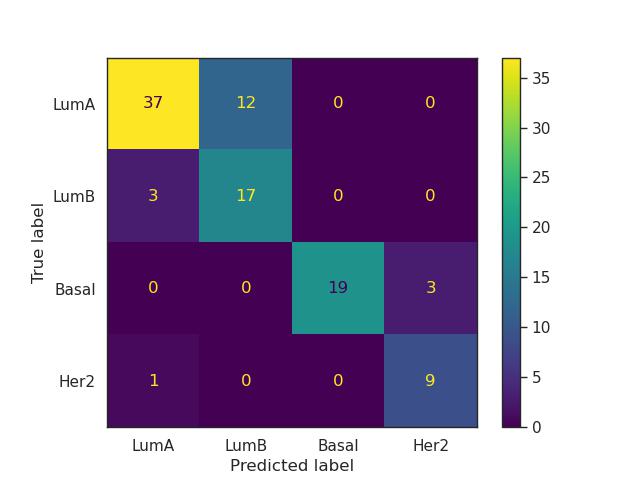 LumA 37 12 0 0
LumB 3 17 0 0
Basal 0 0 19 3
Her2 1 0 0 9
LumA LumB Basal Her2
Predicted label
True label
35
30
25
20
15
10
5
0